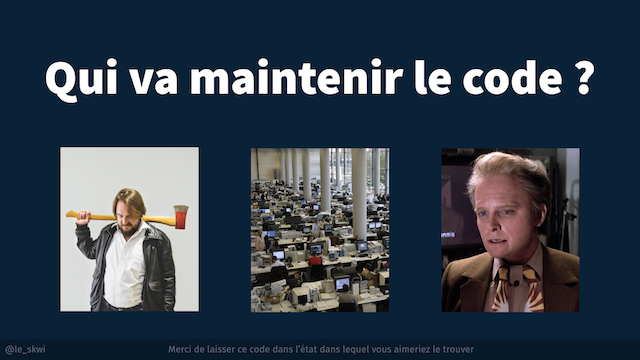 Qui va maintenir le code ?
@le_skwi
Merci de laisser ce code dans l'état dans lequel vous aimeriez le trouver